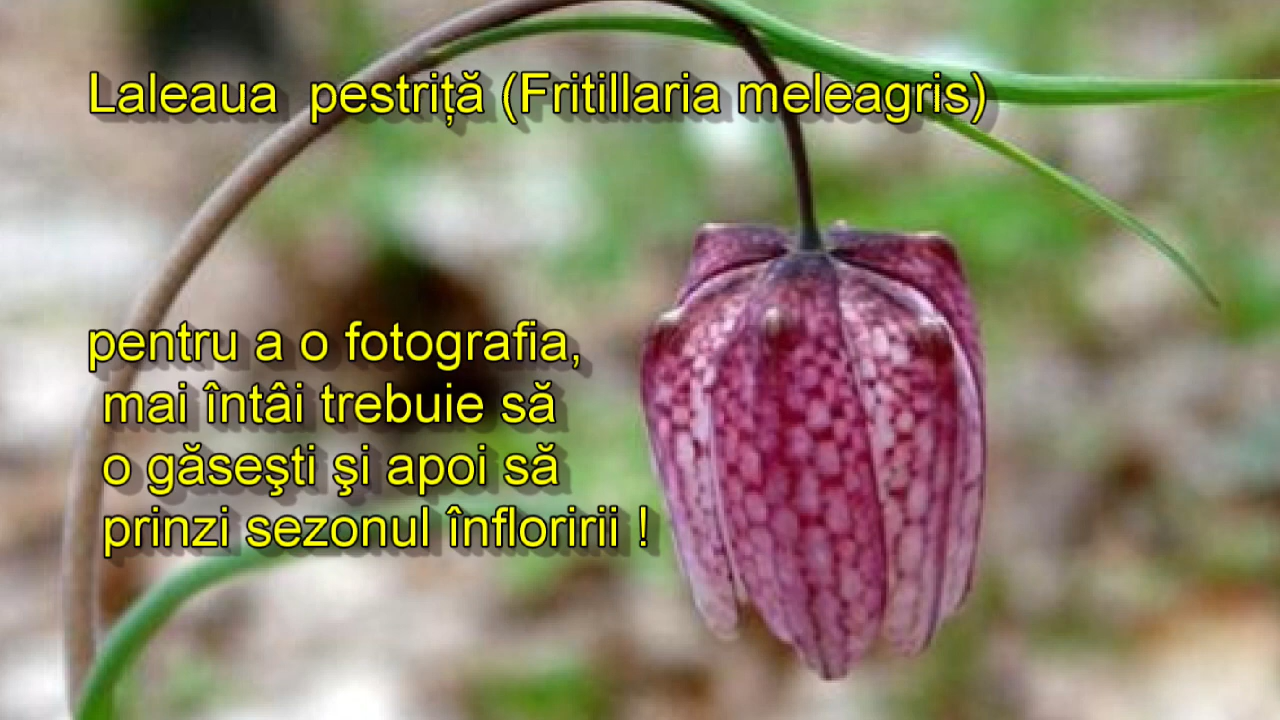 Laleaua pestriță (Fritillaria meleagris)
pentru a o fotografia,
mai întâi trebuie să
o găseşti şi apoi să
prinzi sezonul înfloririi !